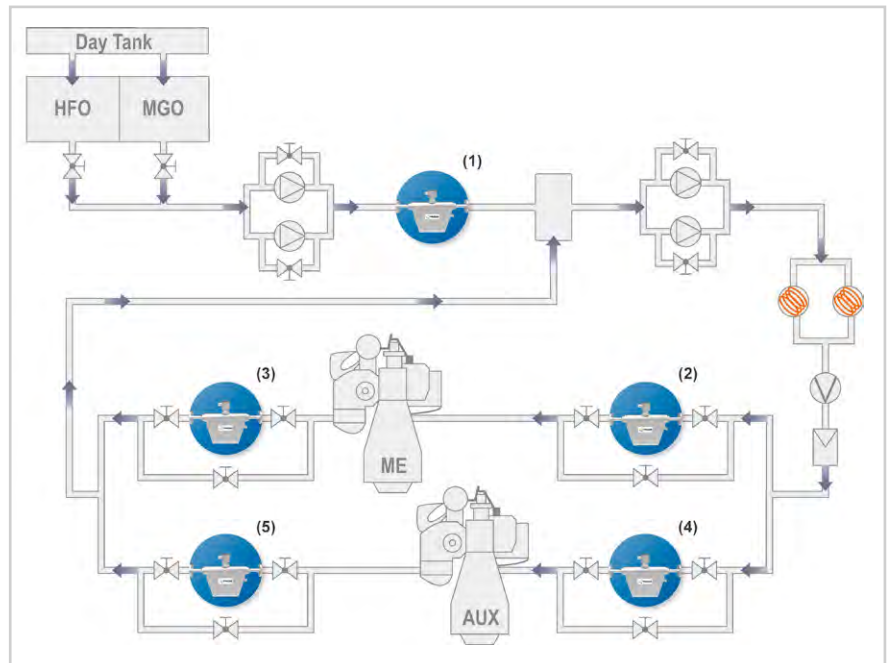 Day Tank
HFO MGO
(1)
(3) (2)
ME
(5) (4)
AUX
V